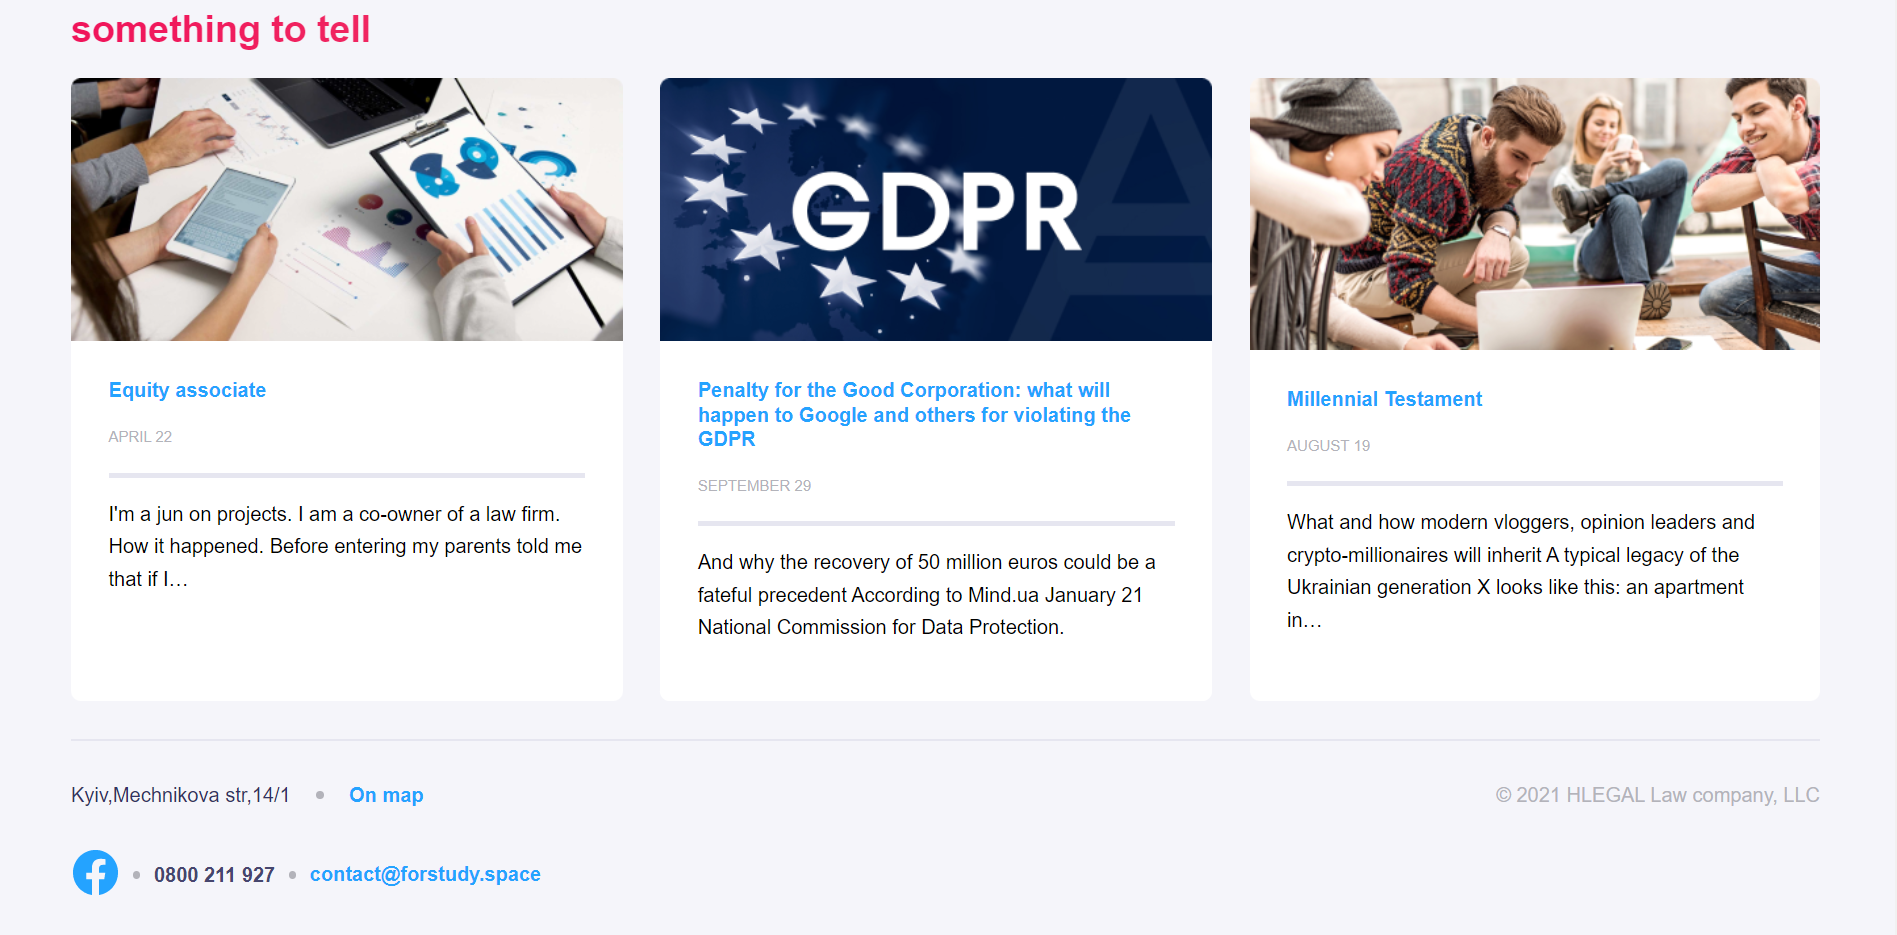 something to tell
GDPR
Equity associate
APRIL 22
I'm a jun on projects. I am a co-owner of a law firm.
How it happened. Before entering my parents told me
that if I…
Penalty for the Good Corporation: what will
happen to Google and others for violating the
GDPR
SEPTEMBER 29
And why the recovery of 50 million euros could be a
fateful precedent According to Mind.ua January 21
National Commission for Data Protection.
Millennial Testament
AUGUST 19
What and how modern vloggers, opinion leaders and
crypto-millionaires will inherit A typical legacy of the
Ukrainian generation X looks like this: an apartment
in…
Kyiv,Mechnikova str,14/1 • On map
© 2021 HLEGAL Law company, LLC
• 0800 211 927 • contact@forstudy.space